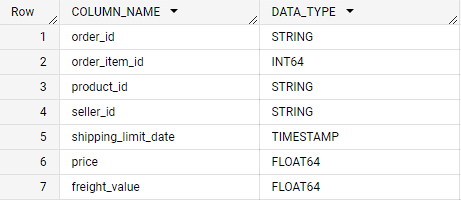 Row COLUMN_NAME DATA_TYPE
1 order_id STRING
2 order_item_id INT64
3 product_id STRING
4 seller_id STRING
5 shipping_limit_date TIMESTAMP
6 price FLOAT64
7 freight_value FLOAT64